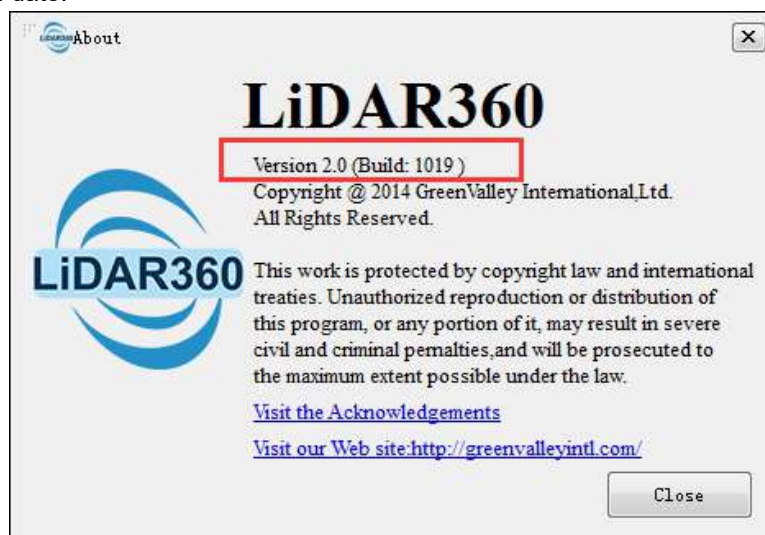 About
LiDAR360
Version 2.0 (Build: 1019 )
Copyright @ 2014 GreenValley International,Ltd.
All Rights Reserved.
LiDAR360
This work is protected by copyright law and international
treaties. Unauthorized reproduction or distribution of
this program, or any portion of it, may result in severe
civil and criminal pernalties,and will be prosecuted to
the maximum extent possible under the law.
Visit the Acknowledgements
Visit our Web site:http://greenvalleyintl.com/
Close